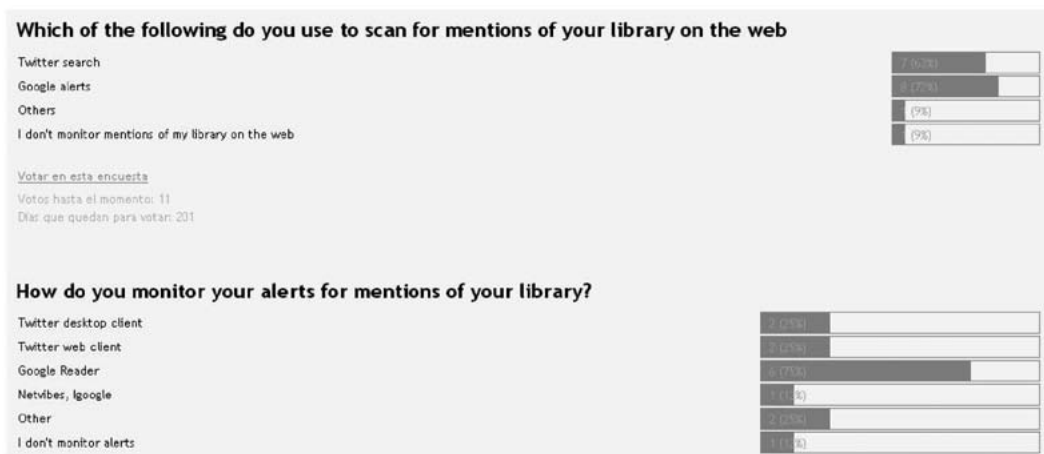 Which of the following do you use to scan for mentions of your library on the web
Twitter search 7 (63%)
Google alerts 8 (72%)
Others (9%)
I don't monitor mentions of my library on the web (9%)
Votar en esta encuesta
Votos hasta el momento: 11
Días que quedan para votar: 201
How do you monitor your alerts for mentions of your library?
Twitter desktop client 2 (25%)
Twitter web client 2 (25%)
Google Reader 6 (75%)
Netvibes, Igoogle 1 (12%)
Other 2 (25%)
I don't monitor alerts 1 (12%)